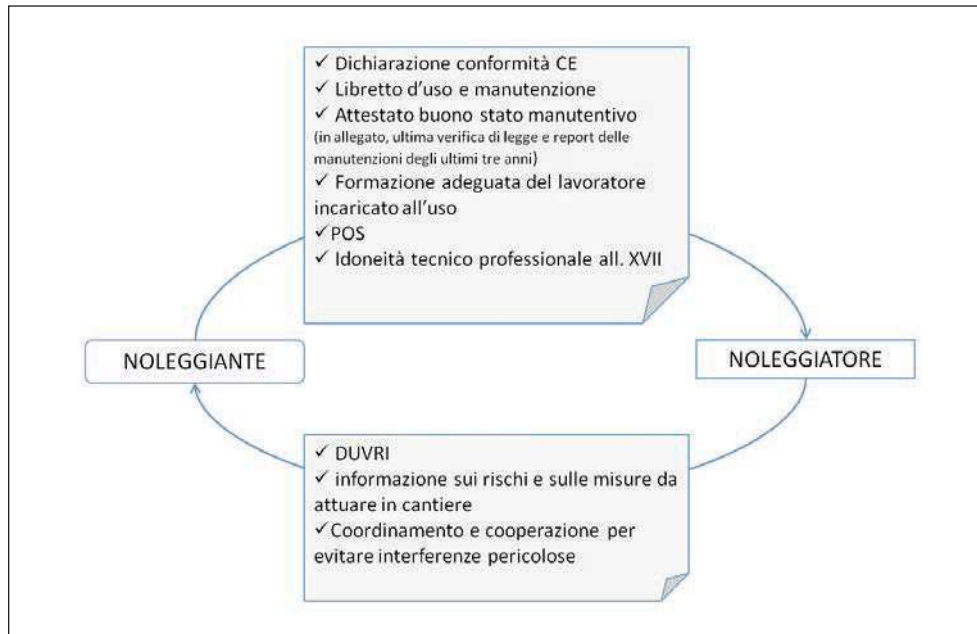 ✓ Dichiarazione conformità CE
✓ Libretto d'uso e manutenzione
✓ Attestato buono stato manutentivo
(in allegato, ultima verifica di legge e report delle
manutenzioni degli ultimi tre anni)
✓ Formazione adeguata del lavoratore
incaricato all'uso
✓POS
✓ Idoneità tecnico professionale all. XVII
NOLEGGIANTE
NOLEGGIATORE
✓ DUVRI
✓ informazione sui rischi e sulle misure da
attuare in cantiere
✓Coordinamento e cooperazione per
evitare interferenze pericolose